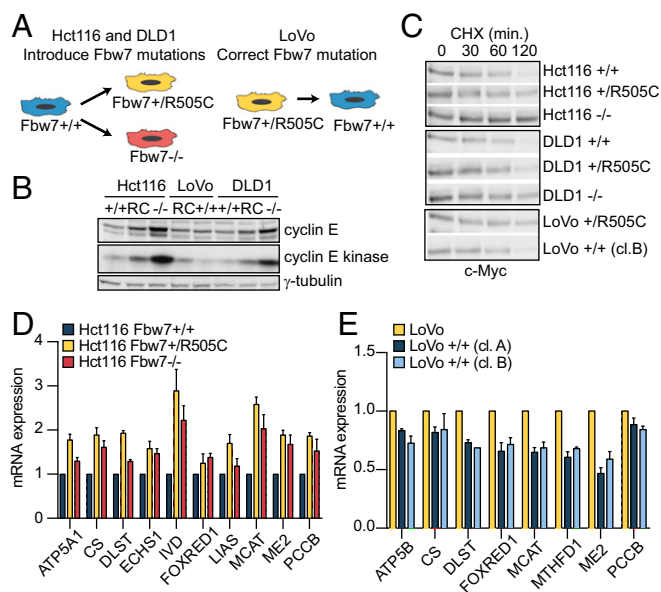 A
Hct116 and DLD1
Introduce Fbw7 mutations
LoVo
Correct Fbw7 mutation
Fbw7+/+
Fbw7+/R505C
Fbw7-/-
Fbw7+/R505C
Fbw7+/+
B
Hct116 LoVo DLD1
+/+RC -/- RC+/++/+RC -/-
cyclin E
cyclin E kinase
γ-tubulin
C
CHX (min.)
0 30 60 120
Hct116 +/+
Hct116 +/R505C
Hct116 -/-
DLD1 +/+
DLD1 +/R505C
DLD1 -/-
LoVo +/R505C
LoVo +/+ (cl.B)
c-Myc
D
Hct116 Fbw7+/+
Hct116 Fbw7+/R505C
Hct116 Fbw7-/-
mRNA expression
4
3
2
1
0
ATP5A1
CS
DLST
ECHS1
IVD
FOXRED1
LIAS
MCAT
ME2
PCCB
E
LoVo
LoVo +/+ (cl. A)
LoVo +/+ (cl. B)
mRNA expression
1.5
1.0
0.5
0.0
ATP5B
CS
DLST
FOXRED1
MCAT
MTHFD1
ME2
PCCB